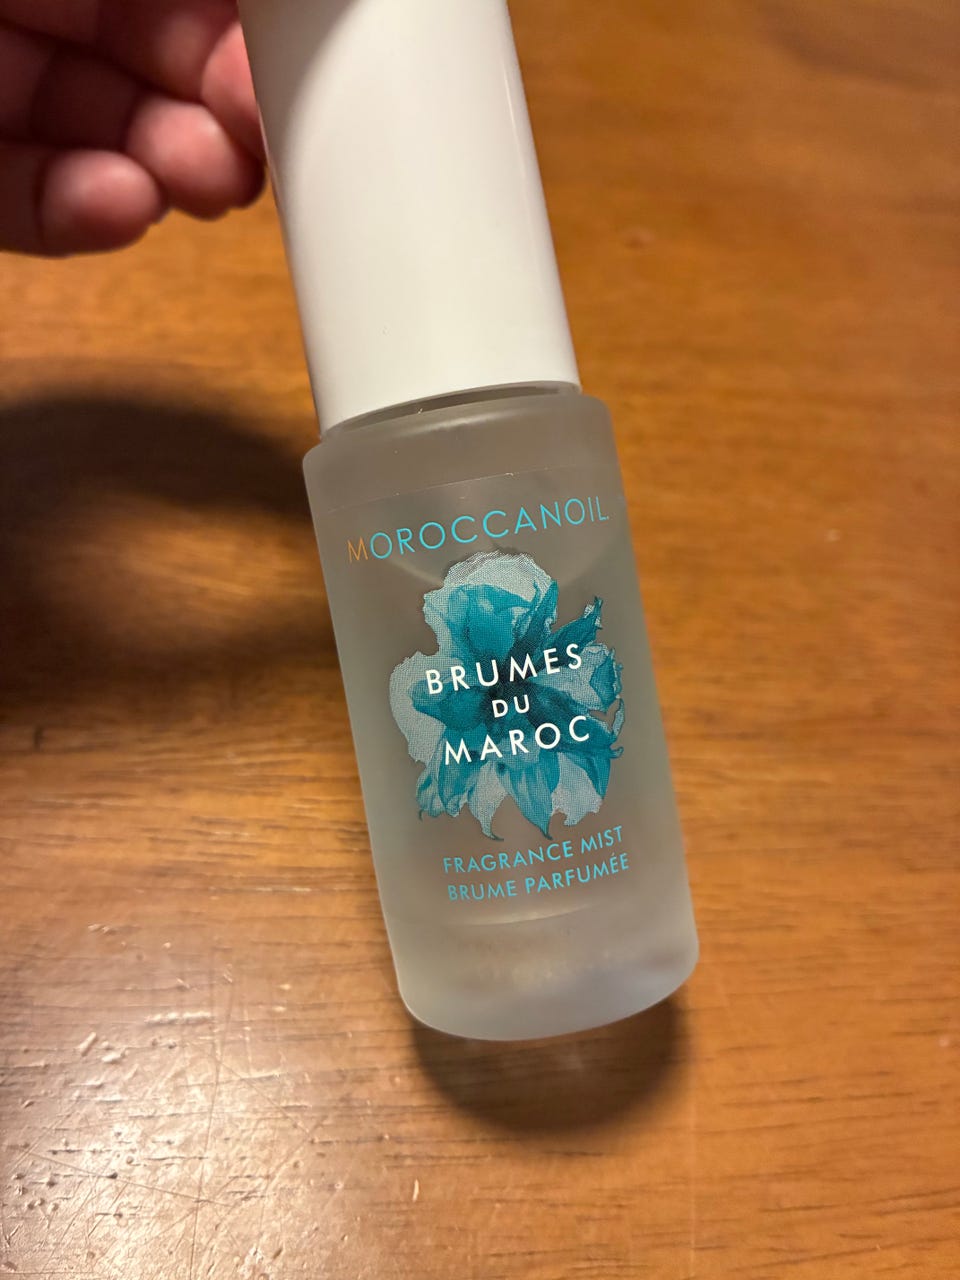 MOROCCANOIL.
BRUMES
DU
MAROC
FRAGRANCE MIST
BRUME PARFUMÉE